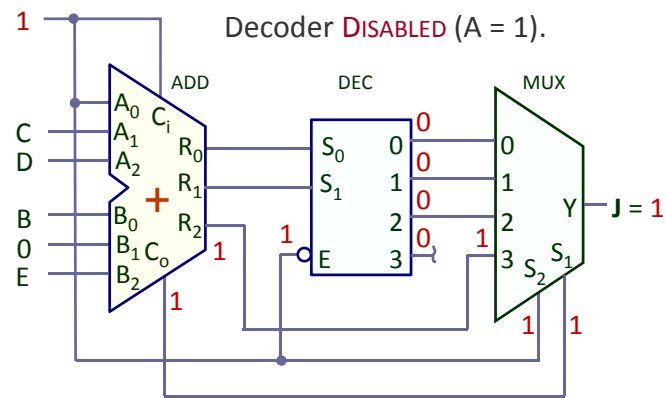 1
Decoder DISABLED (A = 1).
ADD
DEC
MUX
C
D
B
0
E
A0
A1
A2
B0
B1
B2
Ci
Co
+
R0
R1
R2
1
1
S0
S1
E
1
0
1
2
3
0
0
0
0
1
0
1
2
3
Y
S2
S1
1
1
J = 1